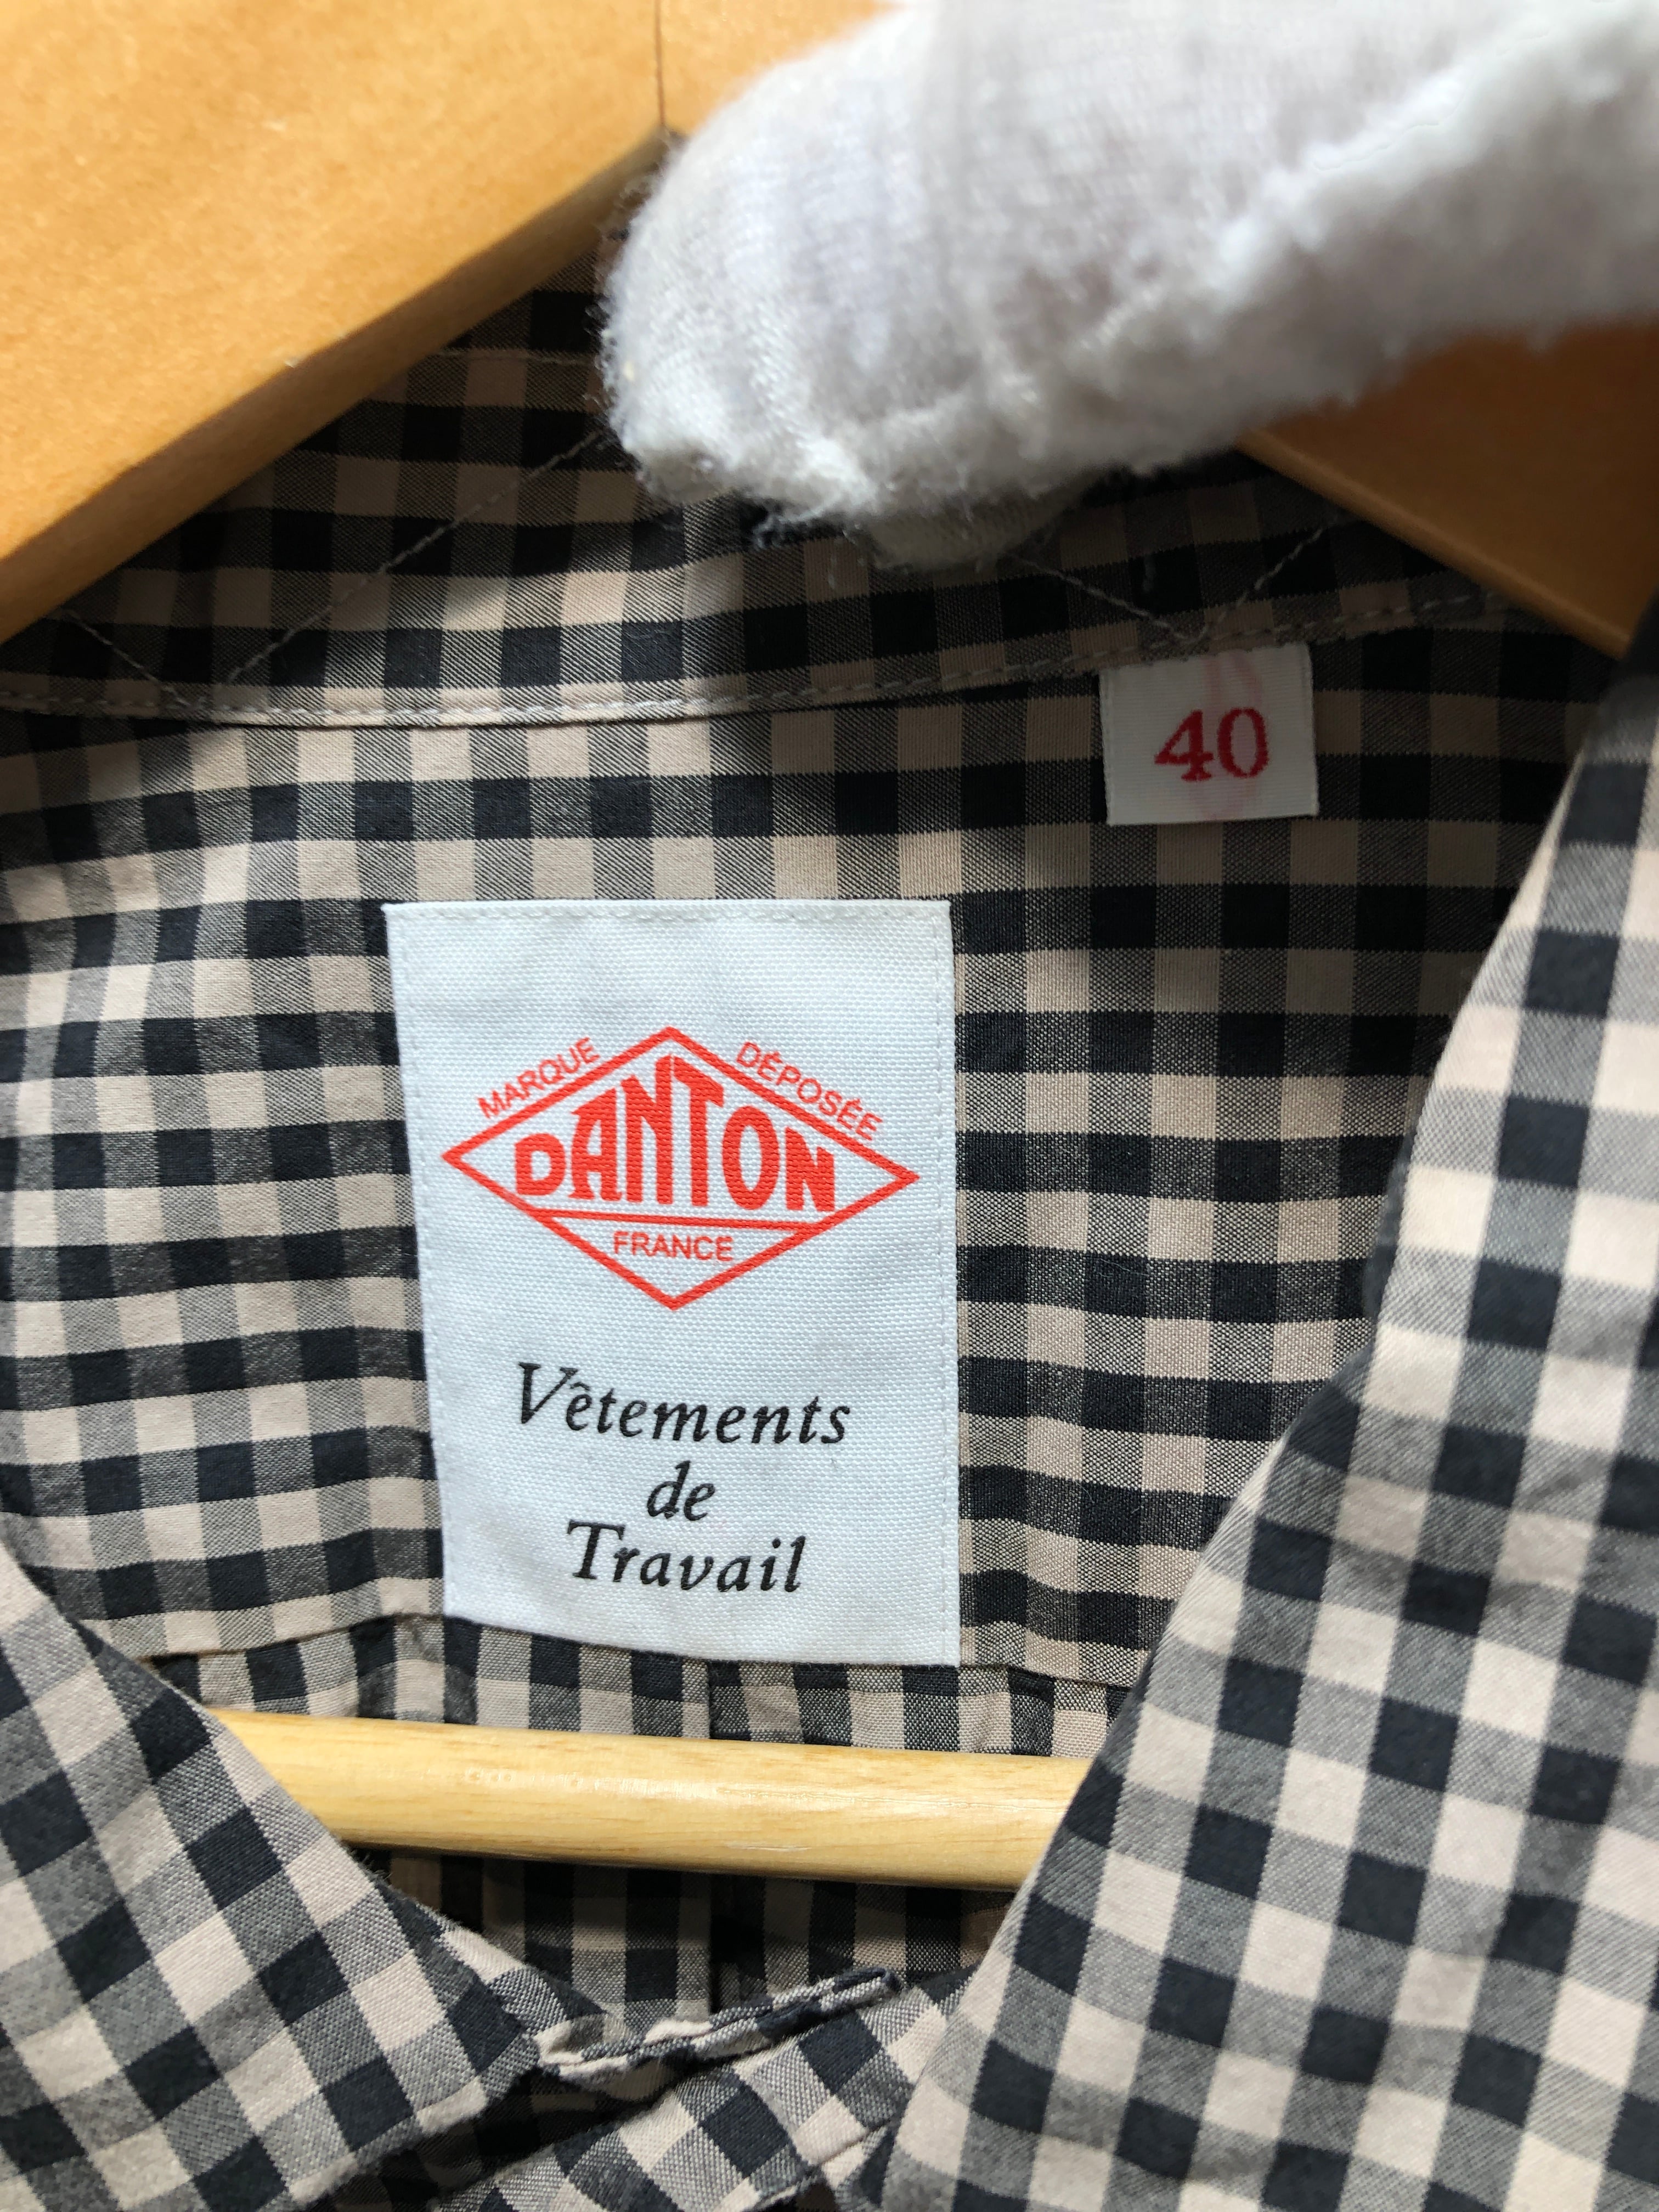 40
MARQUE DÉPOSÉE
DANTON
FRANCE
Vêtements
de
Travail